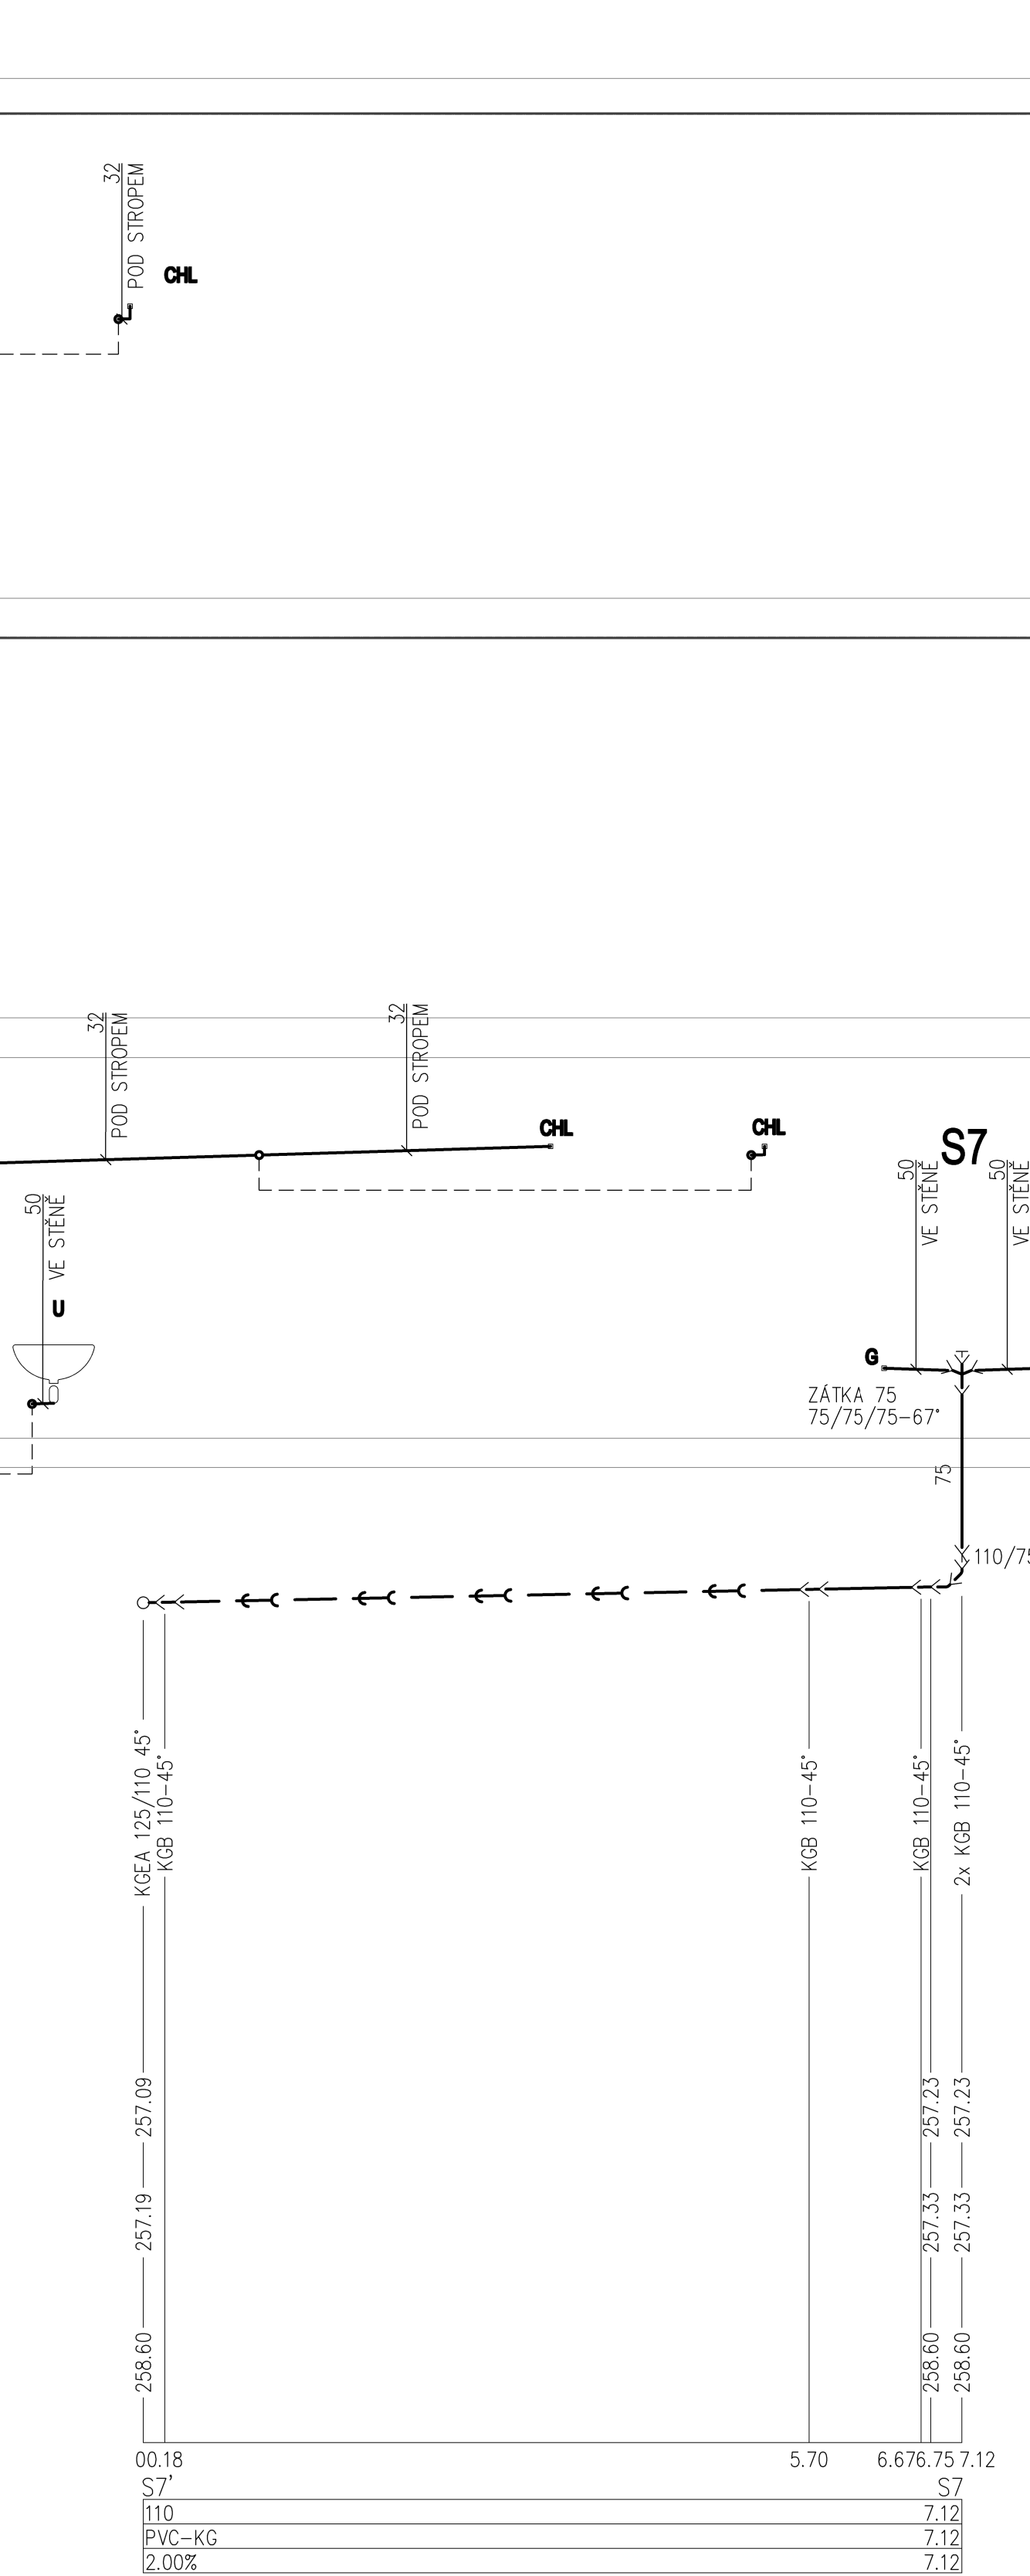 32
POD STROPEM
CHL
32
POD STROPEM
32
POD STROPEM
CHL
CHL
S7
50
VE STĚNĚ
50
VE STĚNĚ
50
VE STĚNĚ
U
G
ZÁTKA 75
75/75/75-67°
75
110/75
KGEA 125/110 45°
KGB 110-45°
KGB 110-45°
KGB 110-45°
2x KGB 110-45°
257.09
257.23
257.23
257.19
257.33
257.33
258.60
258.60
258.60
00.18 5.70 6.676.75 7.12
S7' S7
110 7.12
PVC-KG 7.12
2.00% 7.12